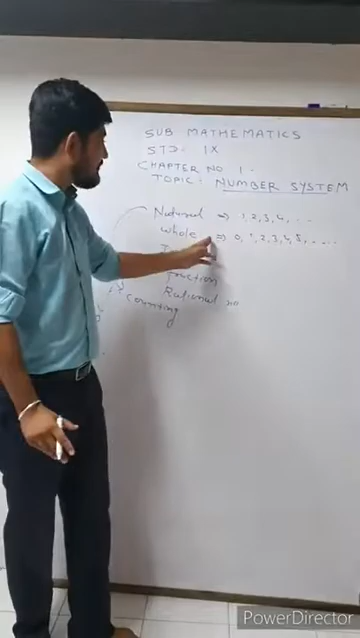 SUB MATHEMATICS
STD. IX
CHAPTER NO 1.
TOPIC: NUMBER SYSTEM
Natural ⇒ 1, 2, 3, 4, ...
Whole ⇒ 0, 1, 2, 3, 4, 5, .....
I
Fraction
Rational no
Counting
PowerDirector